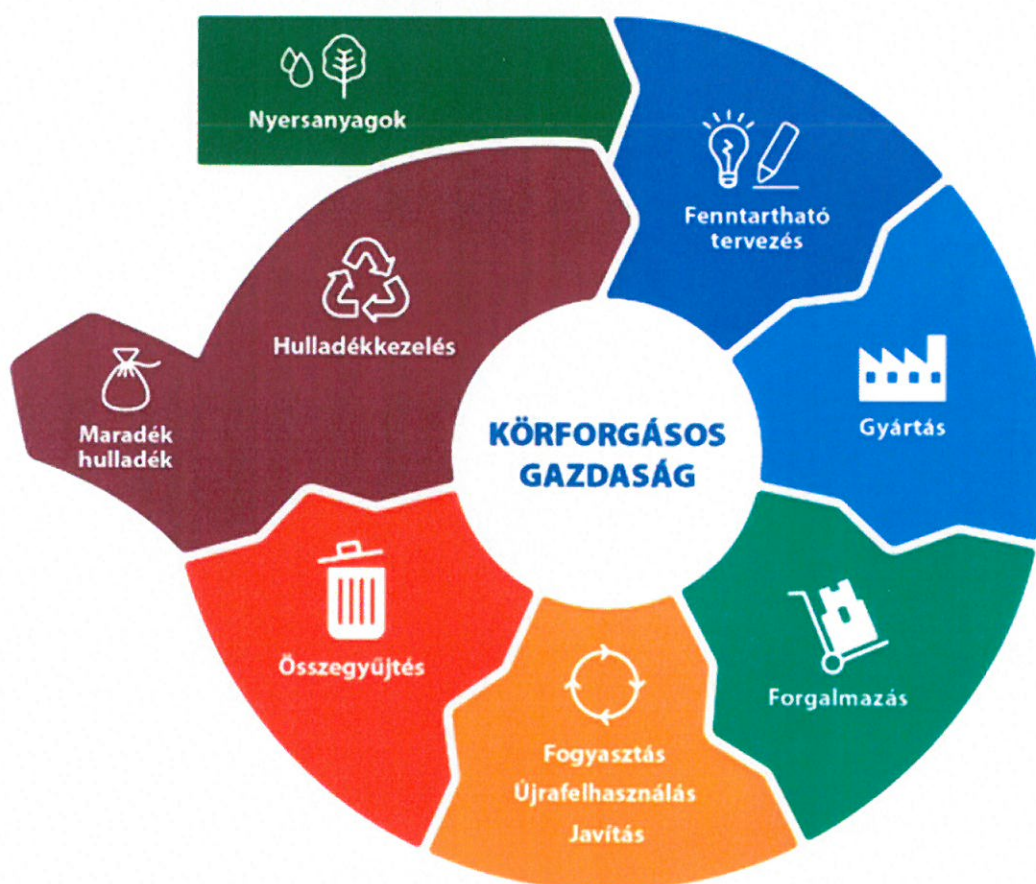 Nyersanyagok
Fenntartható
tervezés
Gyártás
Forgalmazás
Fogyasztás
Újrafelhasználás
Javítás
Összegyűjtés
Hulladékkezelés
Maradék
hulladék
KÖRFORGÁSOS
GAZDASÁG